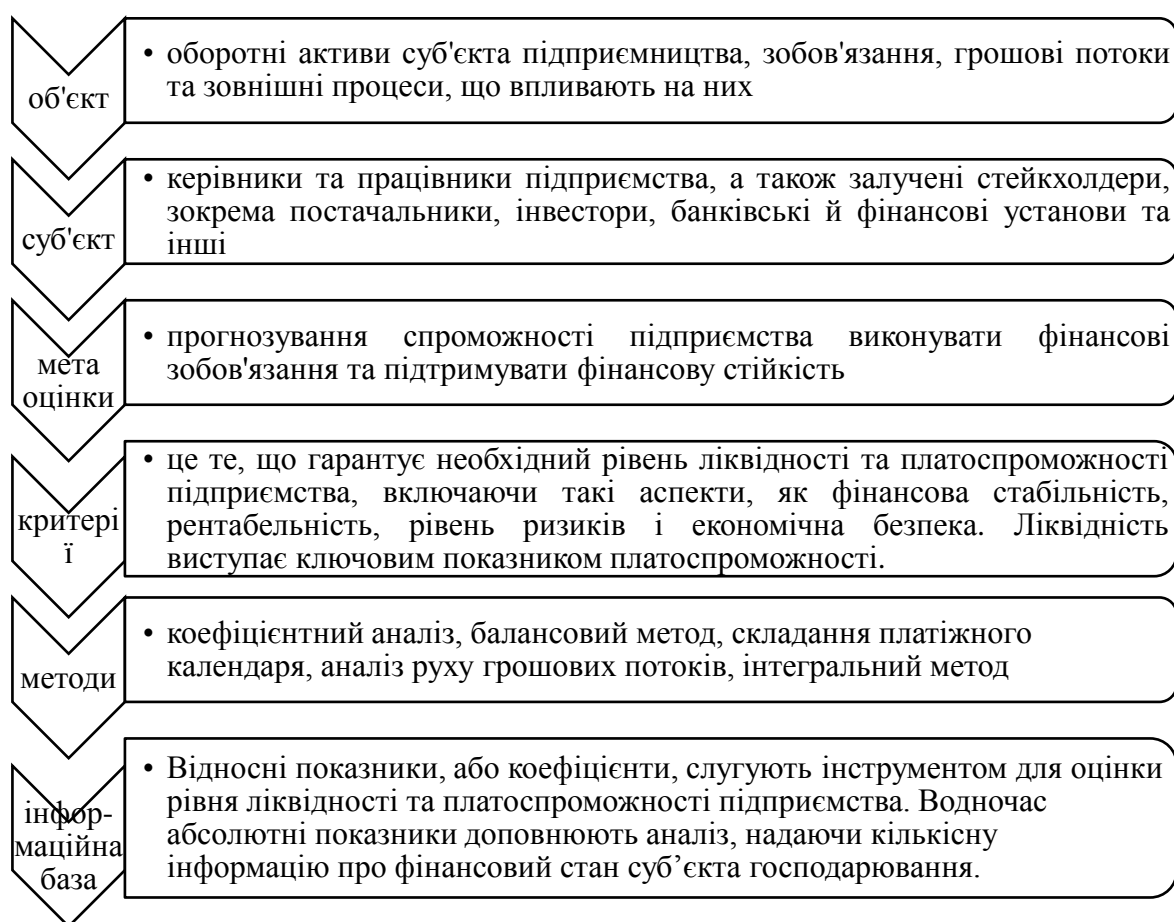 об'єкт
• оборотні активи суб'єкта підприємництва, зобов'язання, грошові потоки
та зовнішні процеси, що впливають на них
суб'єкт
• керівники та працівники підприємства, а також залучені стейкхолдери,
зокрема постачальники, інвестори, банківські й фінансові установи та
інші
мета
оцінки
• прогнозування спроможності підприємства виконувати фінансові
зобов'язання та підтримувати фінансову стійкість
критері
ї
• це те, що гарантує необхідний рівень ліквідності та платоспроможності
підприємства, включаючи такі аспекти, як фінансова стабільність,
рентабельність, рівень ризиків і економічна безпека. Ліквідність
виступає ключовим показником платоспроможності.
методи
• коефіцієнтний аналіз, балансовий метод, складання платіжного
календаря, аналіз руху грошових потоків, інтегральний метод
інфор-
маційна
база
• Відносні показники, або коефіцієнти, слугують інструментом для оцінки
рівня ліквідності та платоспроможності підприємства. Водночас
абсолютні показники доповнюють аналіз, надаючи кількісну
інформацію про фінансовий стан суб’єкта господарювання.